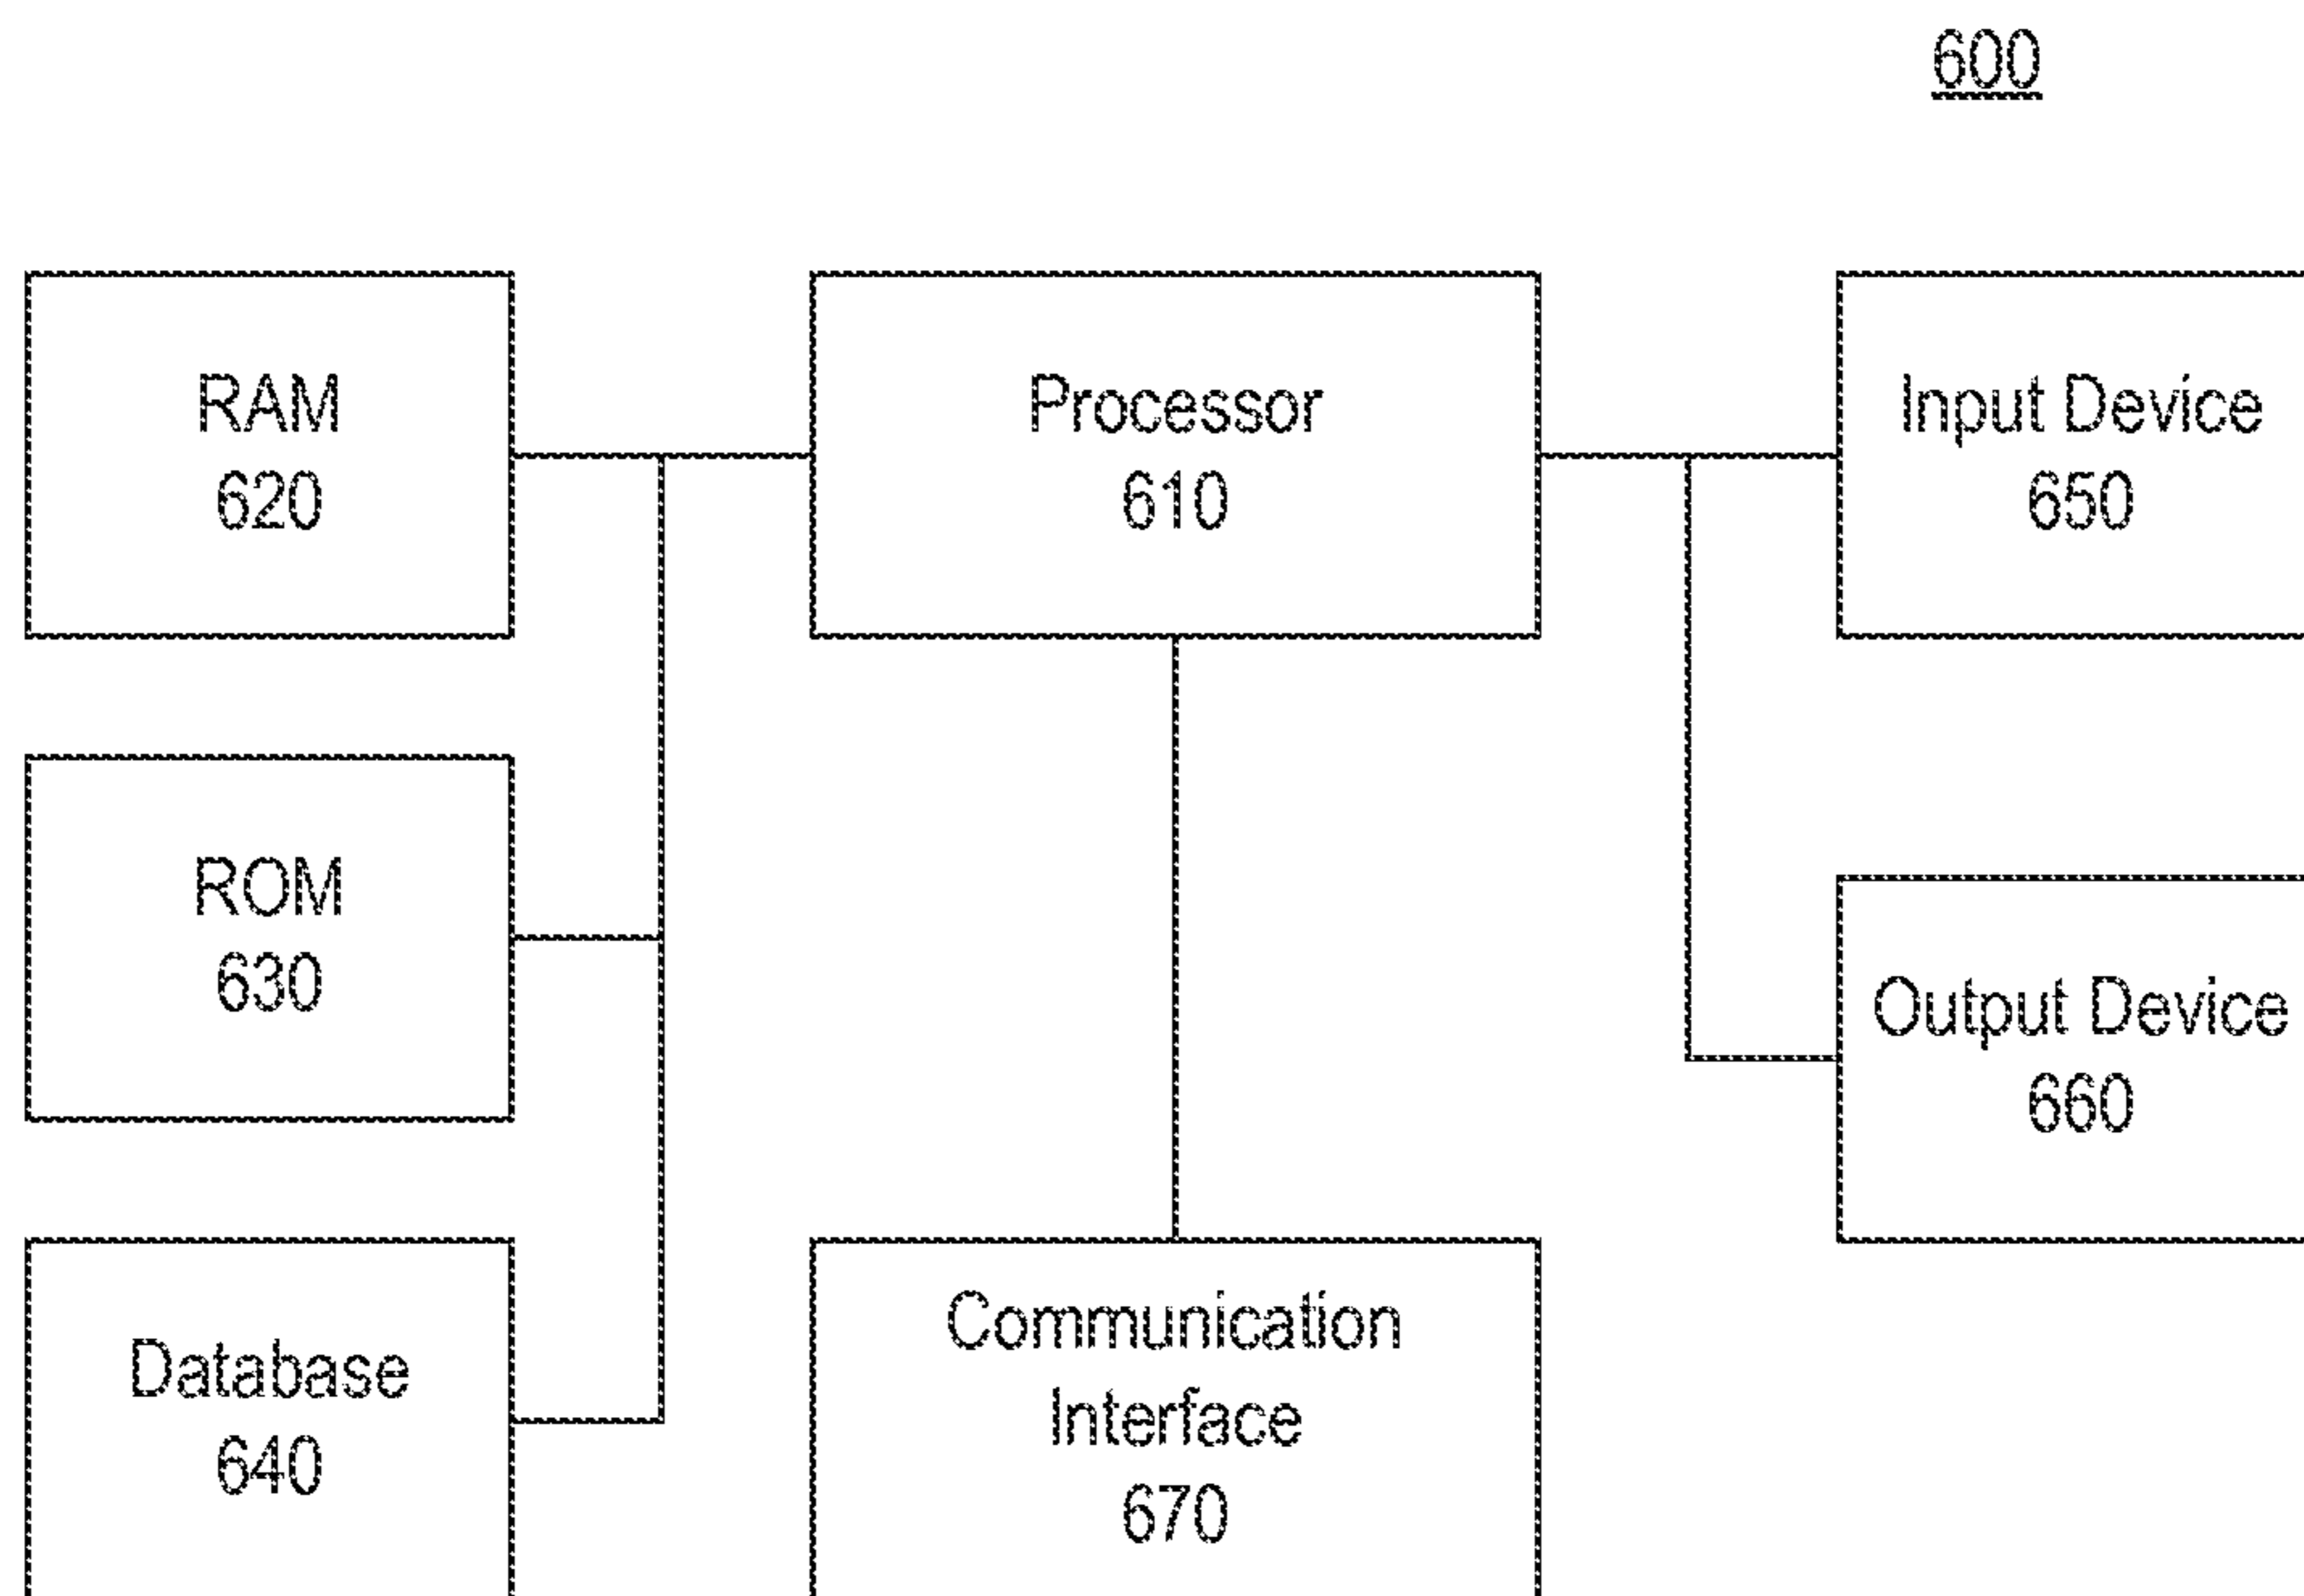 600
RAM
620
Processor
610
Input Device
650
ROM
630
Output Device
660
Database
640
Communication
Interface
670